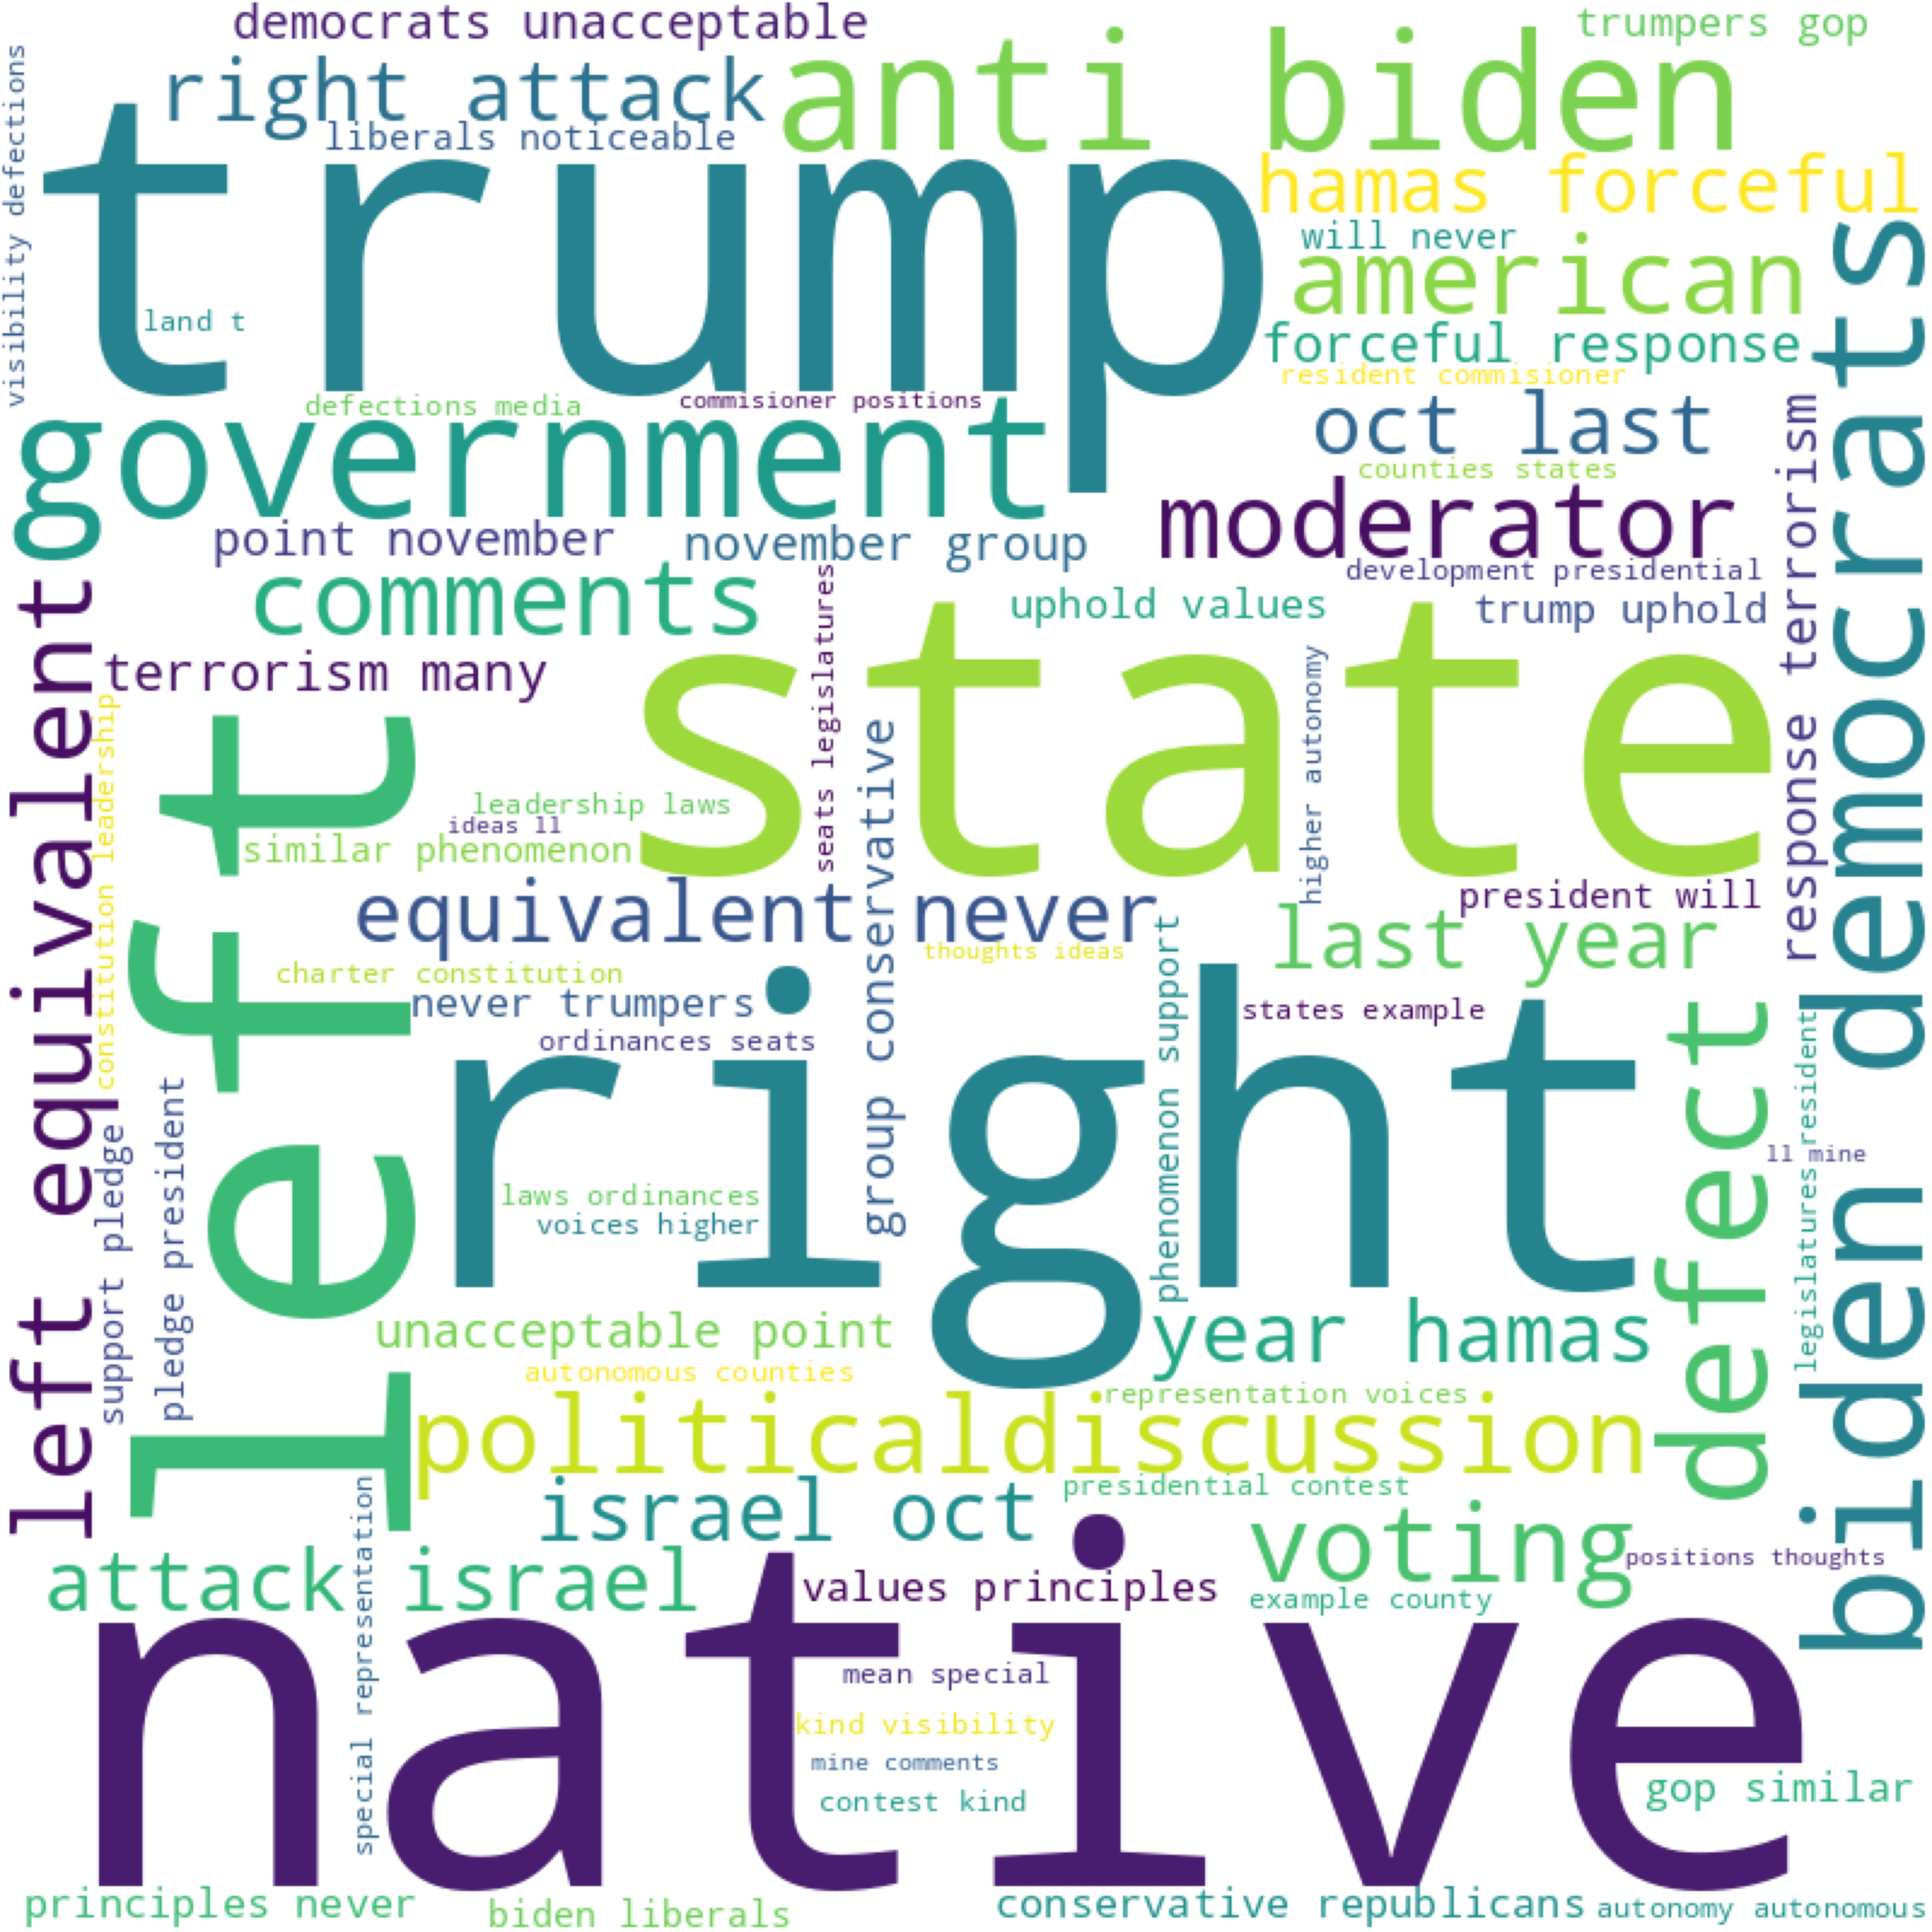 democrats unacceptable
trumpers gop
right attack
anti biden
liberals noticeable
visibility defections
trump
hamas forceful
will never
american
land t
forceful response
resident commisioner
defections media
commisioner positions
government
oct last
counties states
moderator
point november
november group
development presidential
comments
uphold values
trump uphold
response terrorism
biden democrats
terrorism many
seats legislatures
state
higher autonomy
left equivalent
constitution leadership
left
leadership laws
ideas ll
similar phenomenon
group conservative
equivalent never
president will
last year
thoughts ideas
charter constitution
never trumpers
states example
ordinances seats
right
phenomenon support
defect
legislatures resident
ll mine
support pledge
pledge president
laws ordinances
voices higher
unacceptable point
year hamas
autonomous counties
representation voices
politicaldiscussion
presidential contest
israel oct
voting
special representation
attack israel
values principles
positions thoughts
example county
native
mean special
kind visibility
mine comments
contest kind
gop similar
principles never
biden liberals
conservative republicans
autonomy autonomous